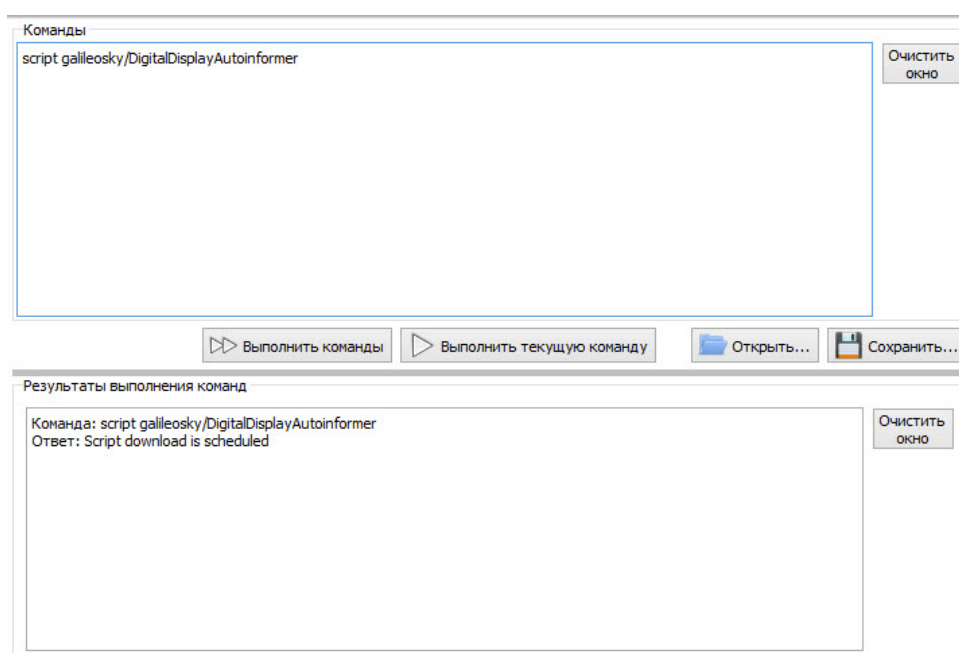 Команды
script galileosky/DigitalDisplayAutoinformer
Очистить
окно
Выполнить команды
Выполнить текущую команду
Открыть...
Сохранить...
Результаты выполнения команд
Команда: script galileosky/DigitalDisplayAutoinformer
Ответ: Script download is scheduled
Очистить
окно